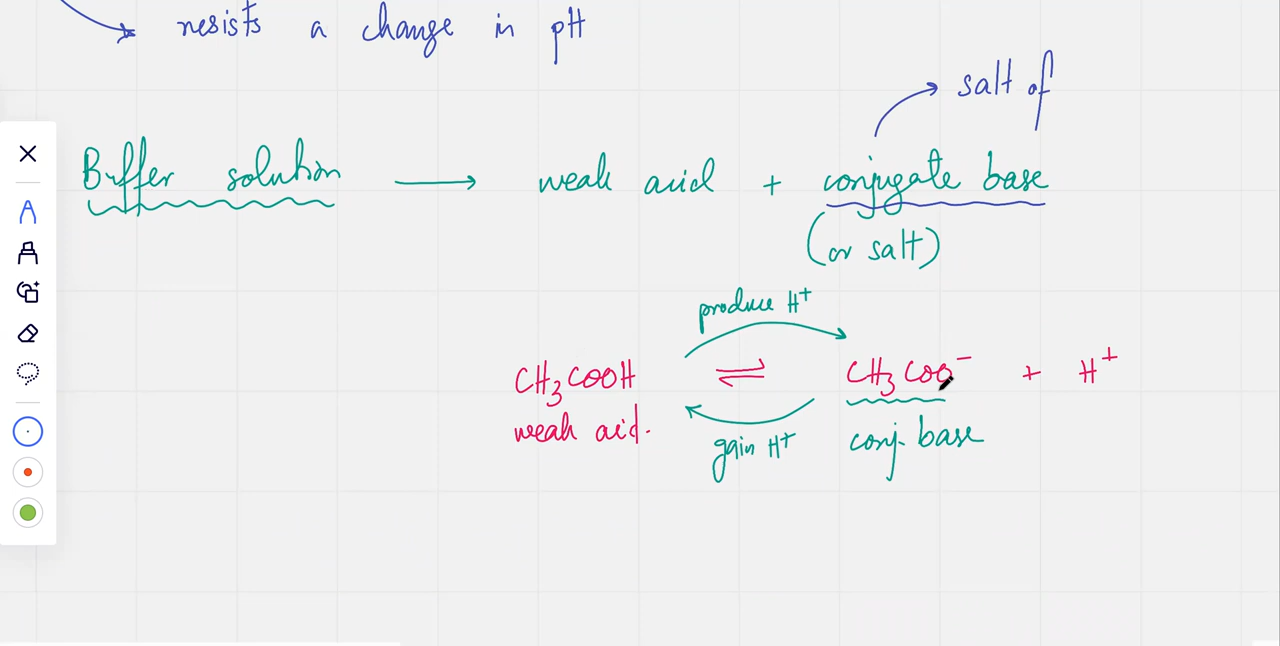 resists a change in pH
salt of
Buffer solution → weak acid + conjugate base
(or salt)
produce H⁺
CH₃COOH ⇌ CH₃COO⁻ + H⁺
weak acid.
gain H⁺
conj. base